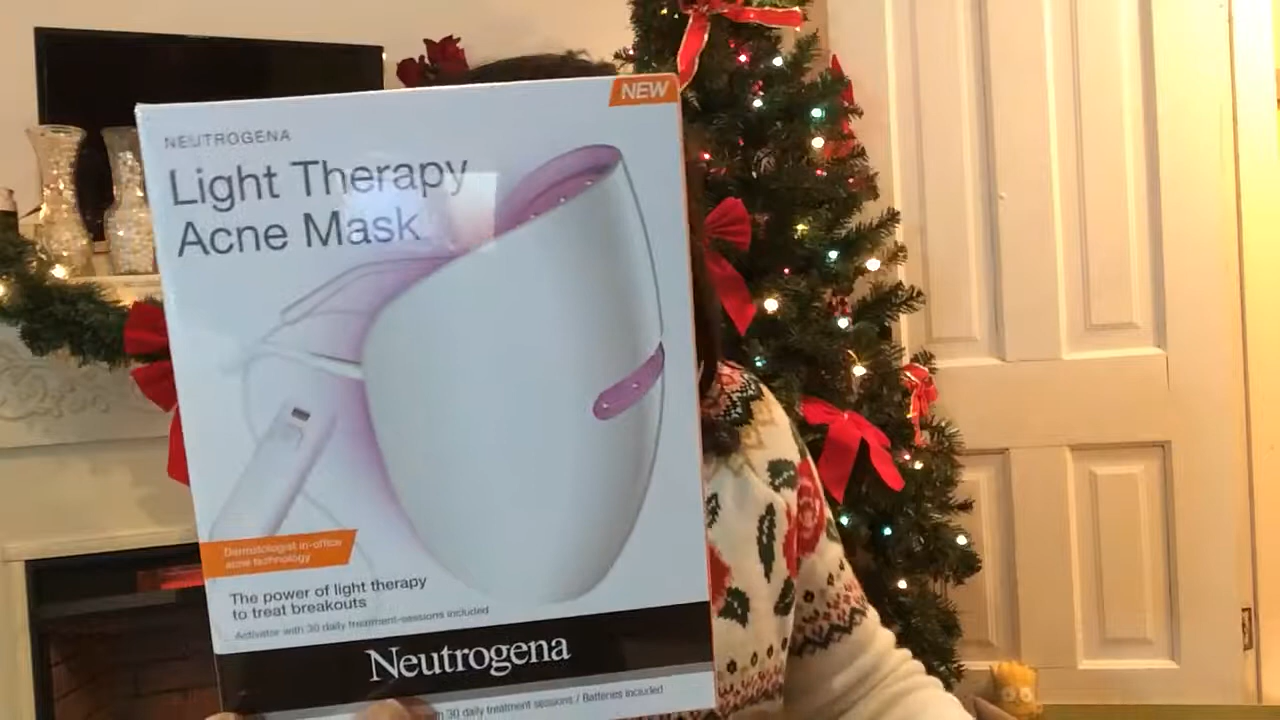 NEW
NEUTROGENA
Light Therapy
Acne Mask
Dermatologist in-office
acne technology
The power of light therapy
to treat breakouts
Activator with 30 daily treatment-sessions included
Neutrogena
30 daily treatment sessions / Batteries included